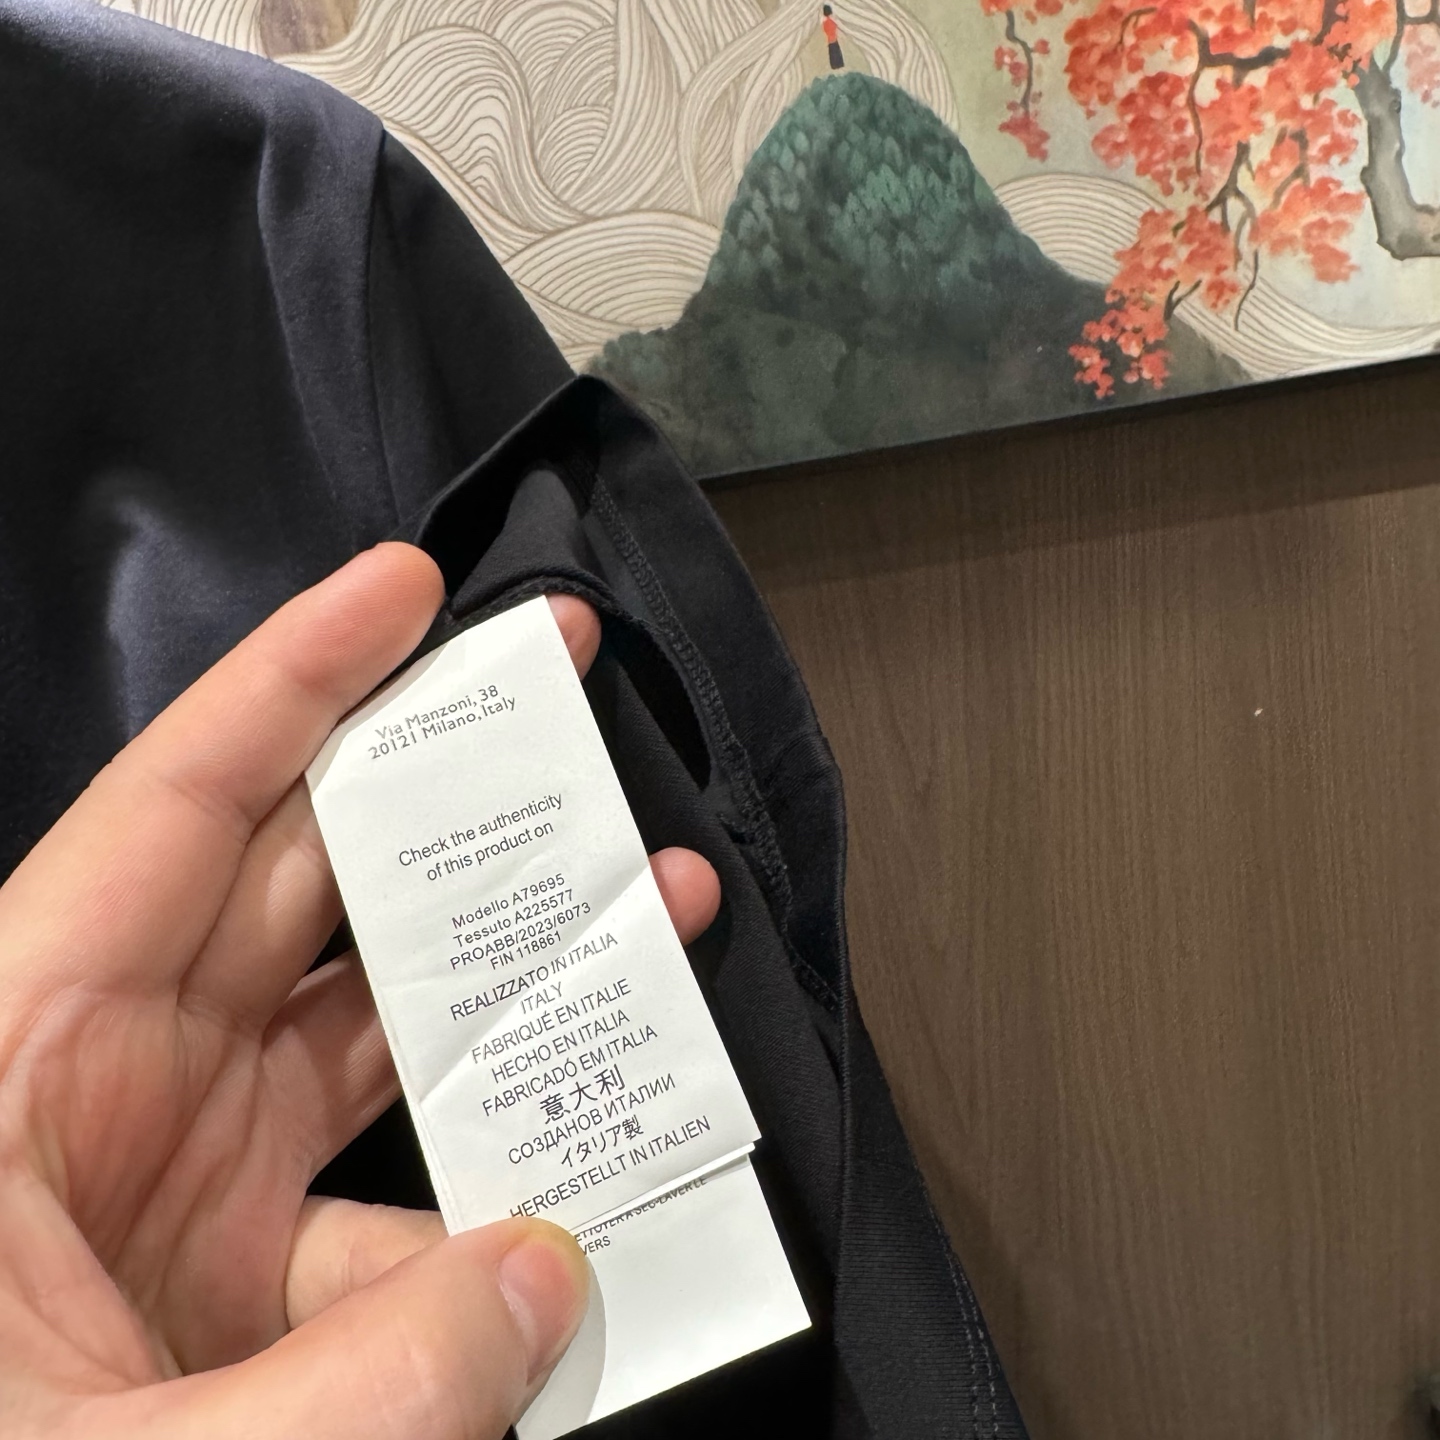 Via Manzoni, 38
20121 Milano, Italy
Check the authenticity
of this product on
Modello A79695
Tessuto A225577
PROABB/2023/6073
FIN 118861
REALIZZATO IN ITALIA
ITALY
FABRIQUÉ EN ITALIE
HECHO EN ITALIA
FABRICADÓ EM ITALIA
意大利
СОЗДАНОВ ИТАЛИИ
イタリア製
HERGESTELLT IN ITALIEN